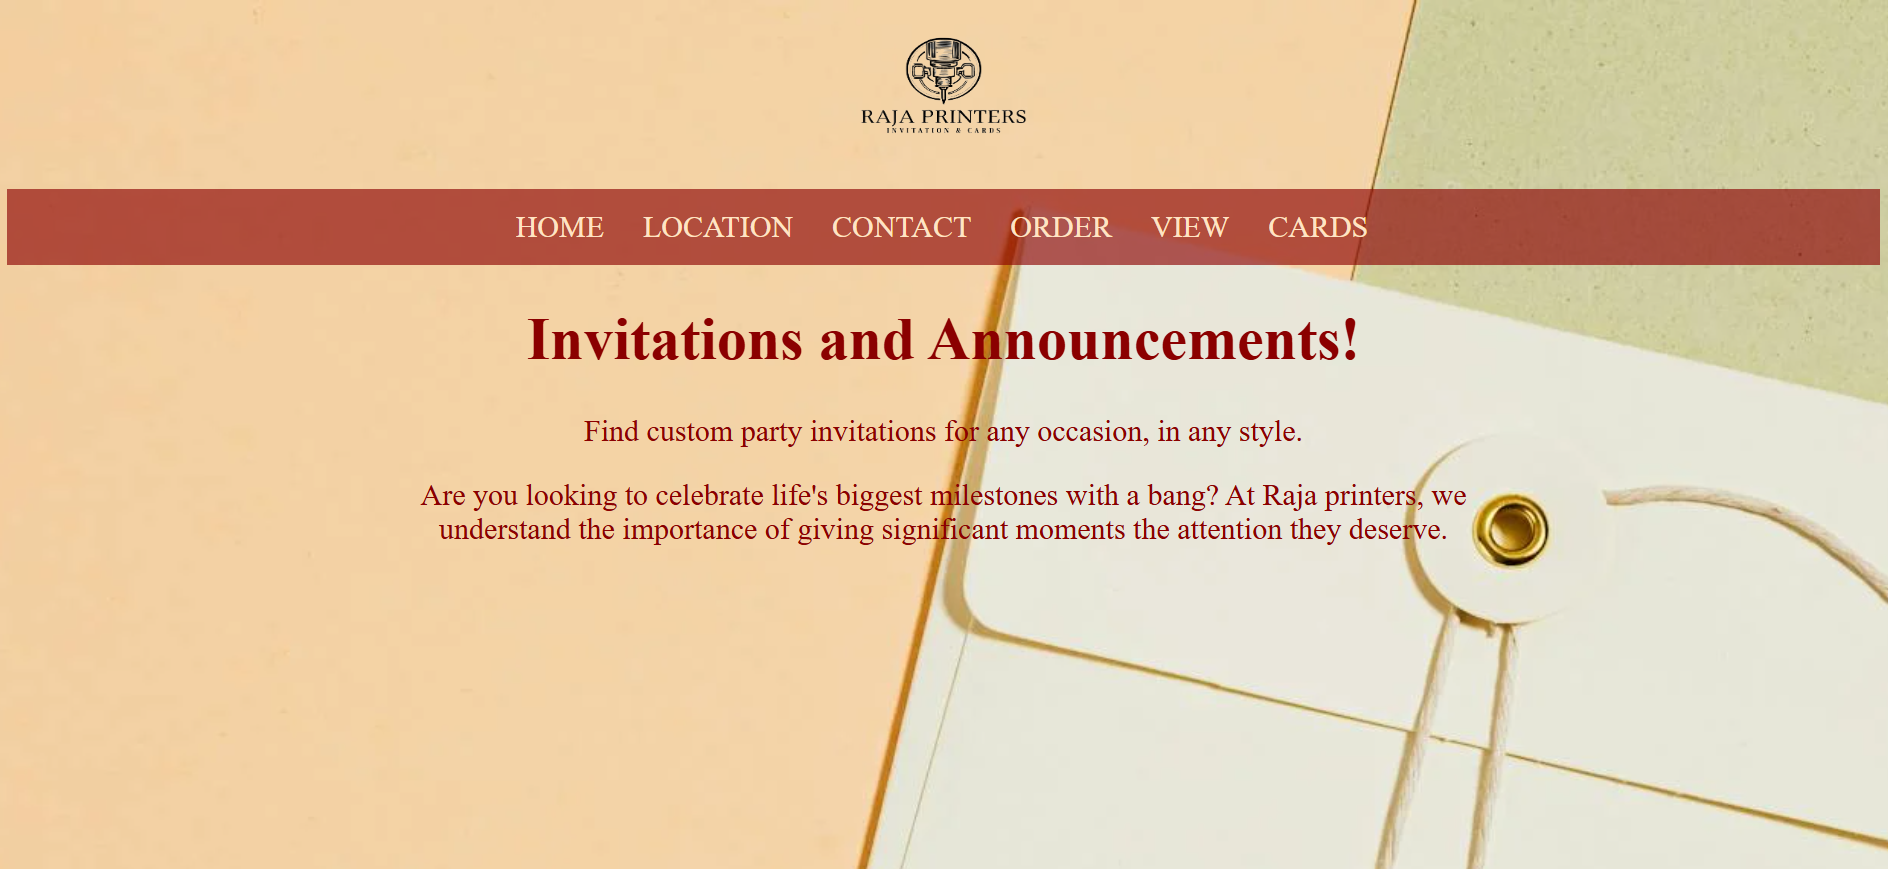 RAJA PRINTERS
INVITATION & CARDS
HOME LOCATION CONTACT ORDER VIEW CARDS
Invitations and Announcements!
Find custom party invitations for any occasion, in any style.
Are you looking to celebrate life's biggest milestones with a bang? At Raja printers, we
understand the importance of giving significant moments the attention they deserve.